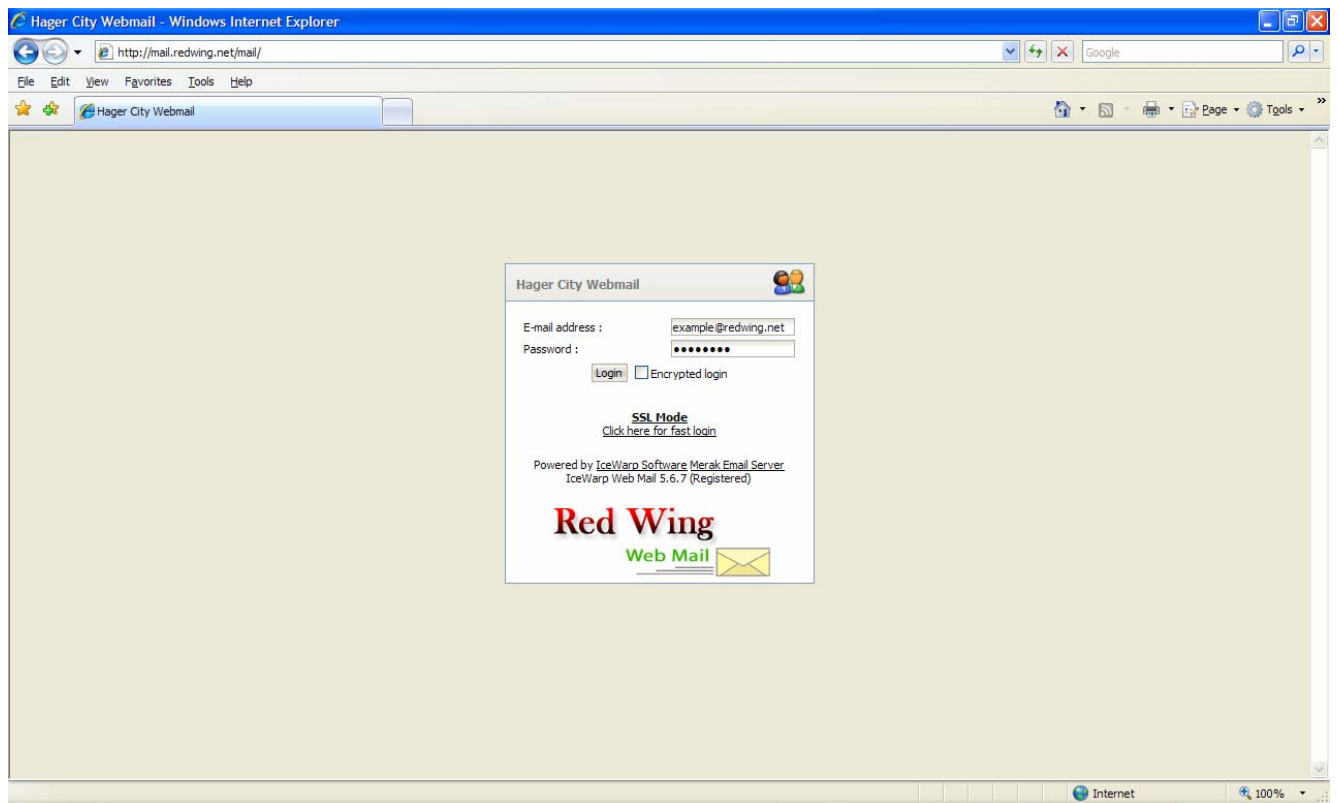 Hager City Webmail - Windows Internet Explorer
http://mail.redwing.net/mail/
Google
File Edit View Favorites Tools Help
Hager City Webmail
Page Tools »
Hager City Webmail
E-mail address : example@redwing.net
Password : ••••••••
Login Encrypted login
SSL Mode
Click here for fast login
Powered by IceWarp Software Merak Email Server
IceWarp Web Mail 5.6.7 (Registered)
Red Wing
Web Mail
Internet 100%